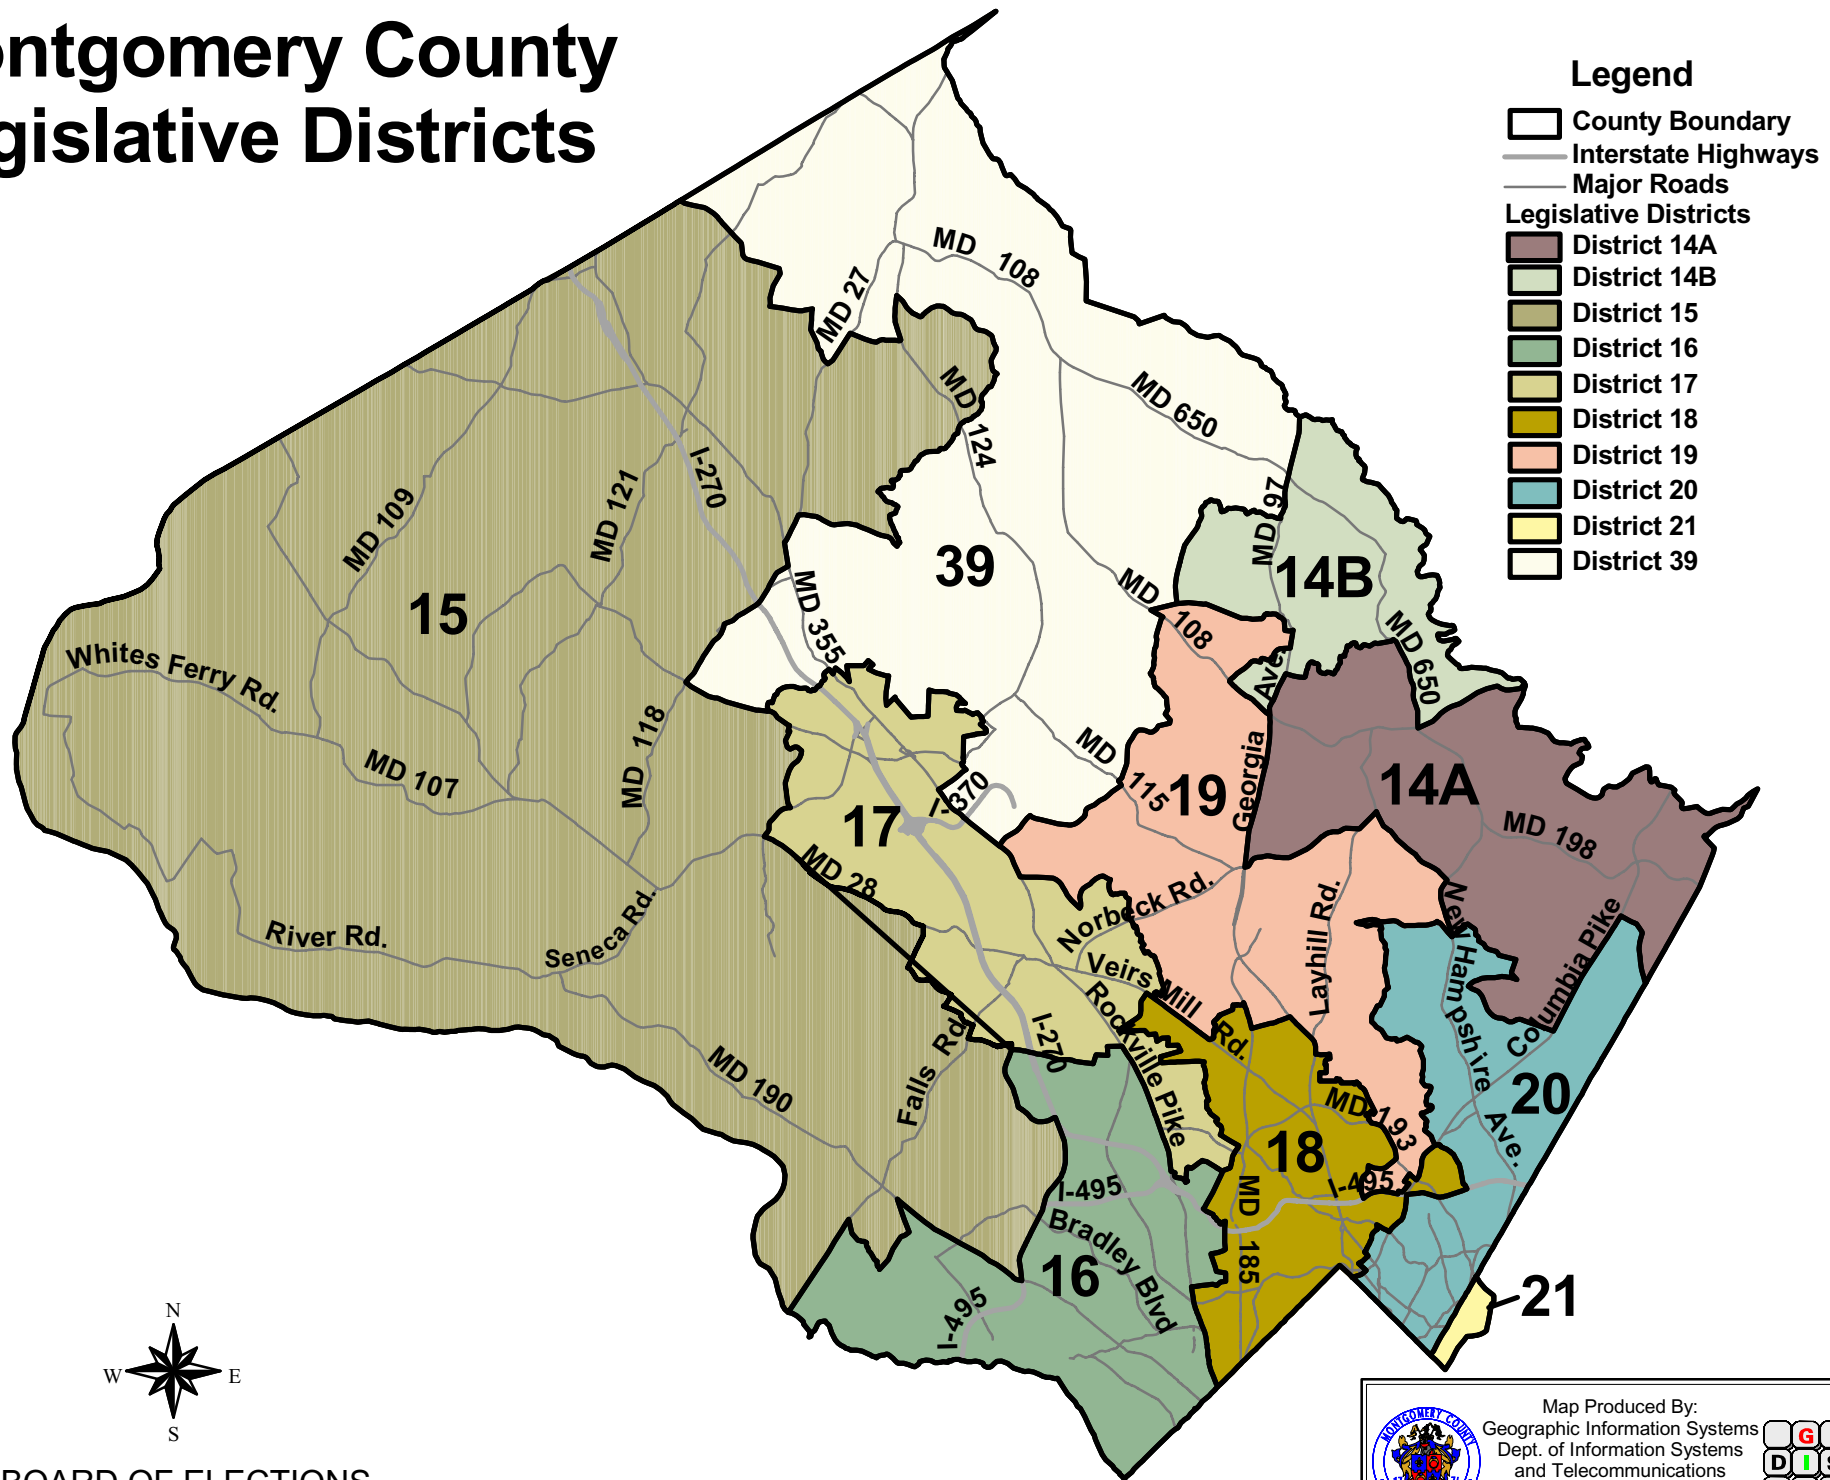 ntgomery County
gislative Districts
Legend
County Boundary
Interstate Highways
Major Roads
Legislative Districts
District 14A
District 14B
District 15
District 16
District 17
District 18
District 19
District 20
District 21
District 39
MD 108
MD 27
MD 124
MD 650
I-270
MD 121
MD 109
MD 97
39
14B
15
MD 355
MD 108
MD 650
Ave.
Whites Ferry Rd.
MD 118
MD 107
MD 115
19
Georgia
14A
I-370
17
MD 198
MD 28
Norbeck Rd.
Layhill Rd.
New Hampshire Ave.
Columbia Pike
River Rd.
Seneca Rd.
Veirs Mill Rd.
Rockville Pike
I-270
Falls Rd.
MD 190
20
MD 193
18
I-495
I-495
MD 185
Bradley Blvd
16
21
I-495
N
W E
S
BOARD OF ELECTIONS
MONTGOMERY COUNTY
Map Produced By:
Geographic Information Systems
Dept. of Information Systems
and Telecommunications
G
D I S